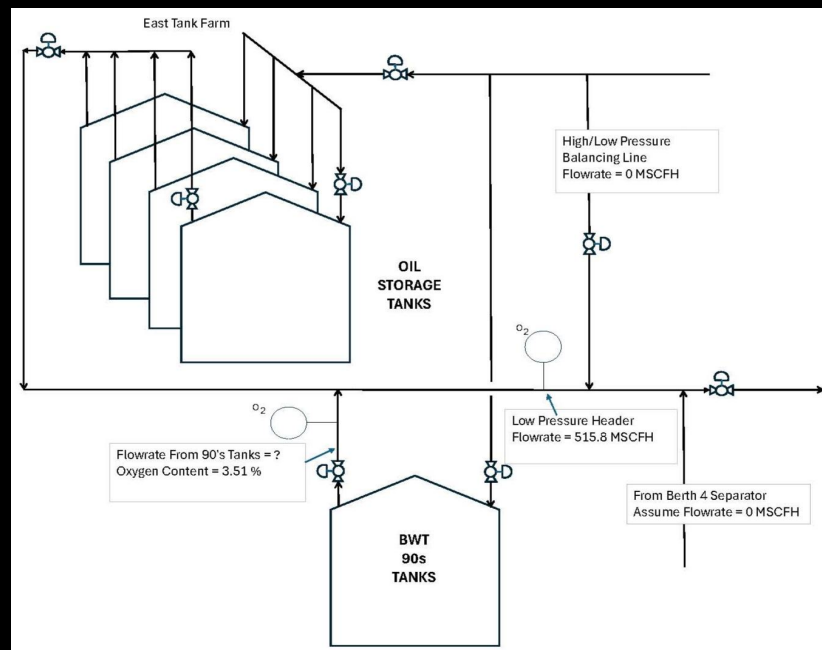 East Tank Farm
High/Low Pressure
Balancing Line
Flowrate = 0 MSCFH
OIL
STORAGE
TANKS
O2
O2
Low Pressure Header
Flowrate = 515.8 MSCFH
Flowrate From 90's Tanks = ?
Oxygen Content = 3.51 %
From Berth 4 Separator
Assume Flowrate = 0 MSCFH
BWT
90s
TANKS